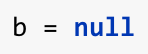 b = null